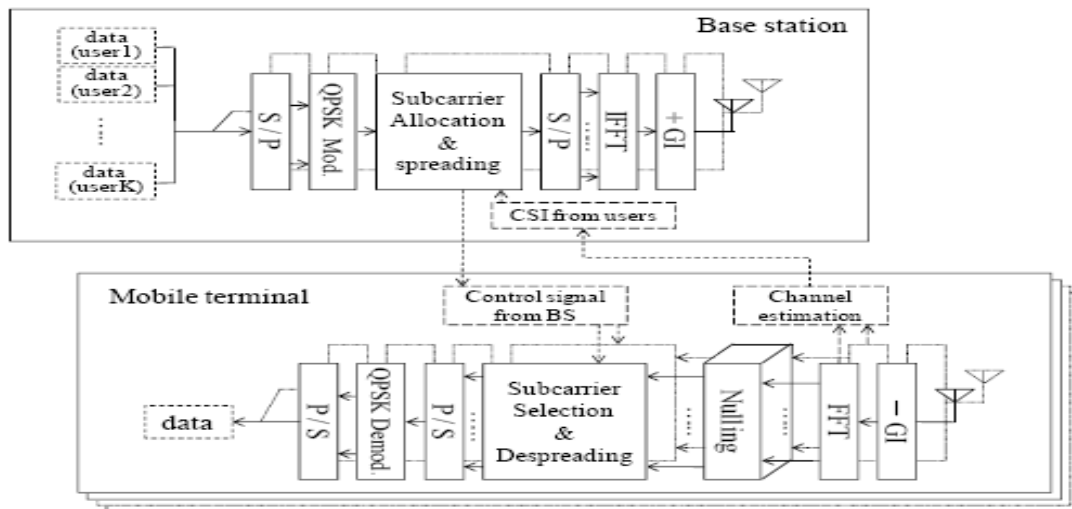 Base station
data
(user1)
data
(user2)
data
(userK)
S/P
QPSK Mod.
Subcarrier
Allocation
&
spreading
S/P
IFFT
+GI
CSI from users
Mobile terminal
Control signal
from BS
Channel
estimation
data
P/S
QPSK Demod.
P/S
Subcarrier
Selection
&
Despreading
Nulling
FFT
−GI